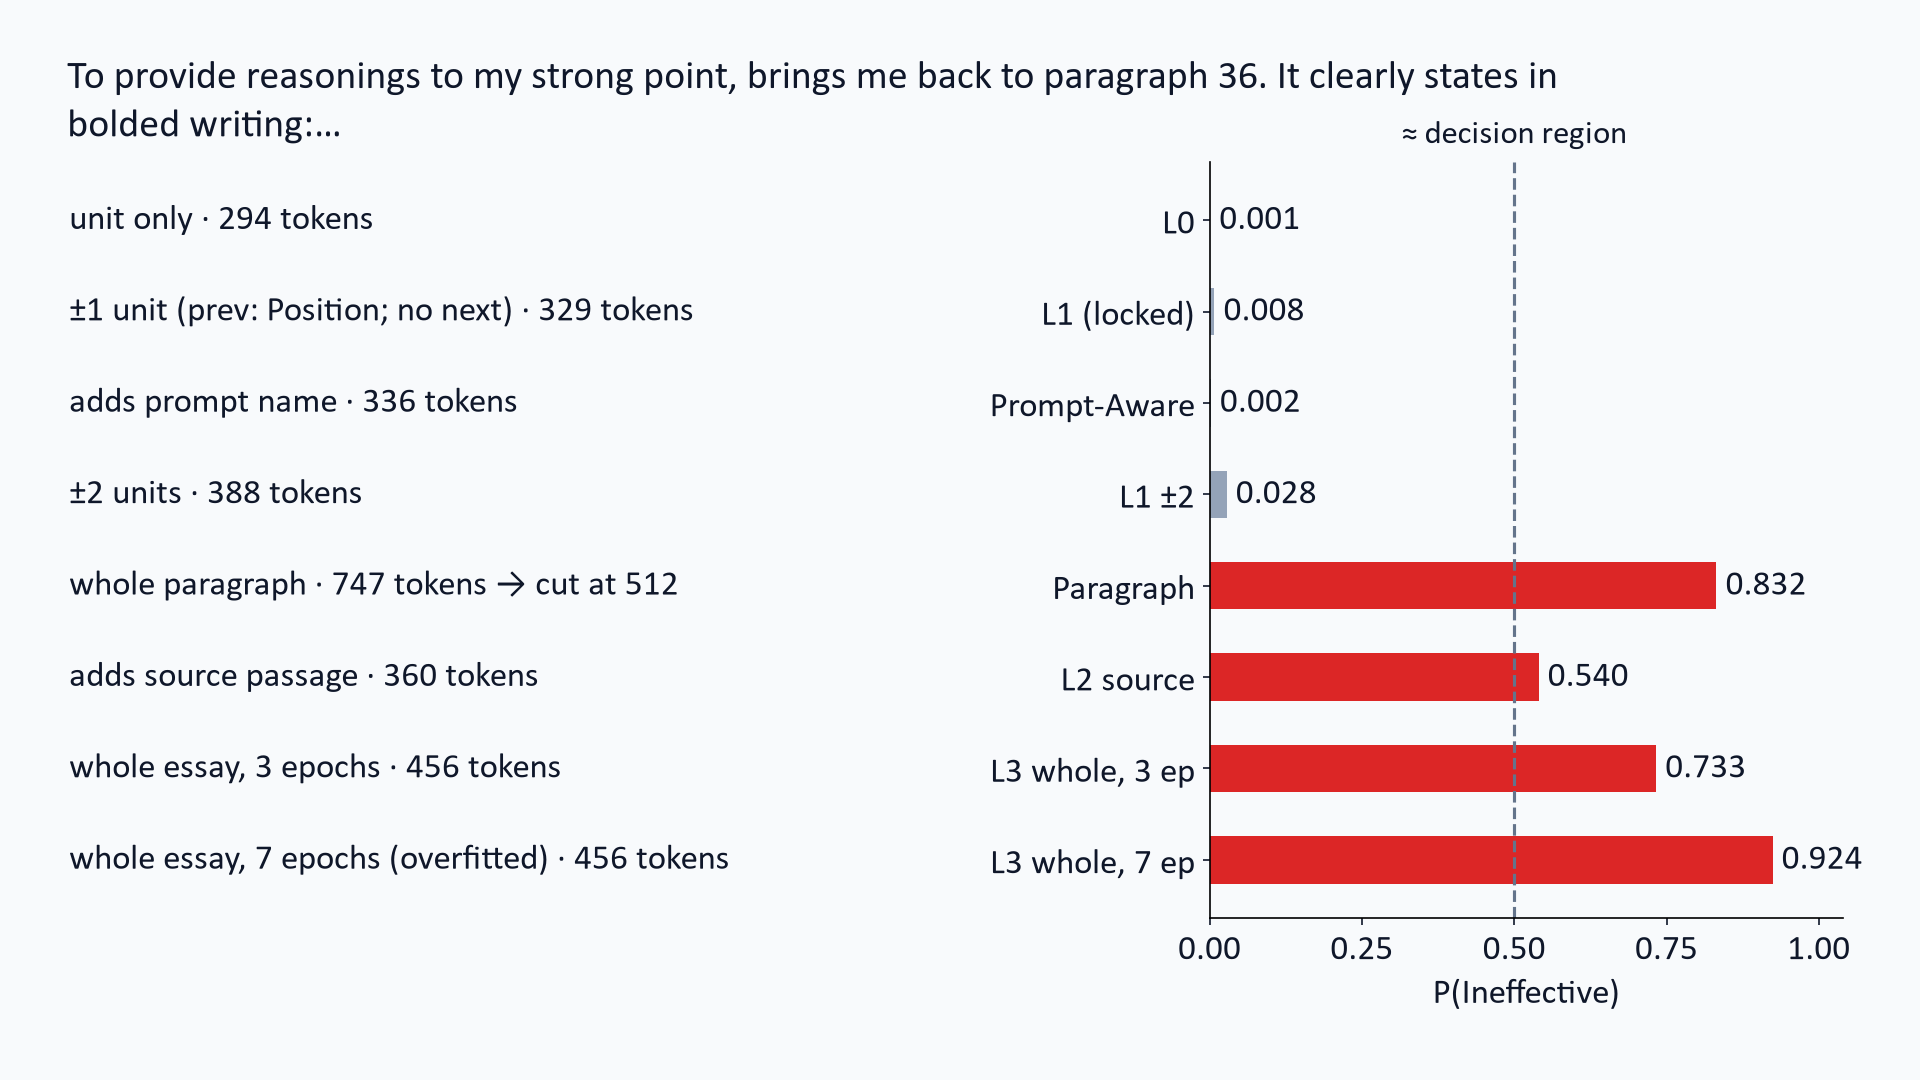 To provide reasonings to my strong point, brings me back to paragraph 36. It clearly states in
bolded writing:...
≈ decision region
unit only · 294 tokens
L0
0.001
±1 unit (prev: Position; no next) · 329 tokens
L1 (locked)
0.008
adds prompt name · 336 tokens
Prompt-Aware
0.002
±2 units · 388 tokens
L1 ±2
0.028
whole paragraph · 747 tokens → cut at 512
Paragraph
0.832
adds source passage · 360 tokens
L2 source
0.540
whole essay, 3 epochs · 456 tokens
L3 whole, 3 ep
0.733
whole essay, 7 epochs (overfitted) · 456 tokens
L3 whole, 7 ep
0.924
0.00 0.25 0.50 0.75 1.00
P(Ineffective)